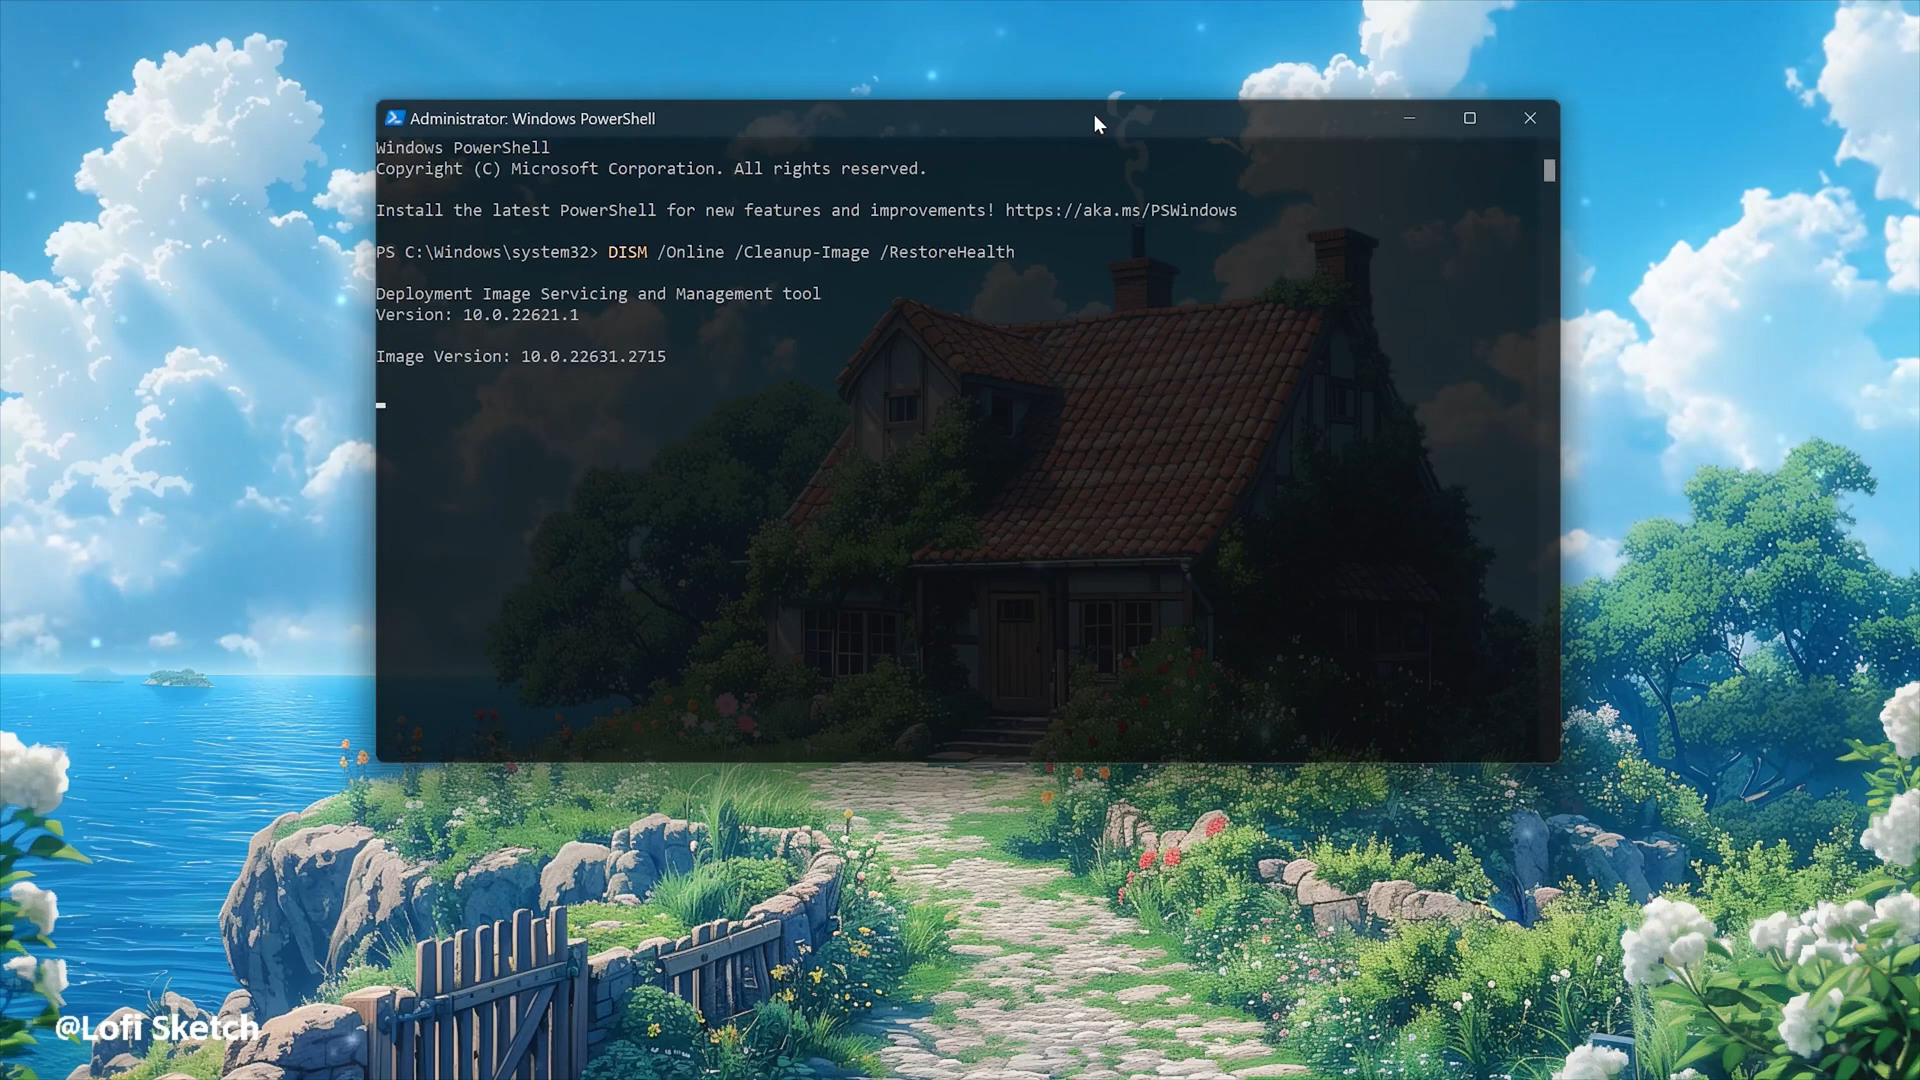 Administrator: Windows PowerShell
Windows PowerShell
Copyright (C) Microsoft Corporation. All rights reserved.
Install the latest PowerShell for new features and improvements! https://aka.ms/PSWindows
PS C:\Windows\system32> DISM /Online /Cleanup-Image /RestoreHealth
Deployment Image Servicing and Management tool
Version: 10.0.22621.1
Image Version: 10.0.22631.2715
@Lofi Sketch